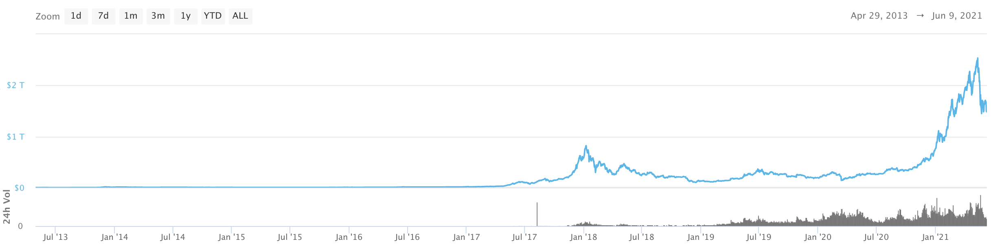 Zoom 1d 7d 1m 3m 1y YTD ALL Apr 29, 2013 → Jun 9, 2021
$2 T
$1 T
$0
24h Vol
0
Jul '13 Jan '14 Jul '14 Jan '15 Jul '15 Jan '16 Jul '16 Jan '17 Jul '17 Jan '18 Jul '18 Jan '19 Jul '19 Jan '20 Jul '20 Jan '21